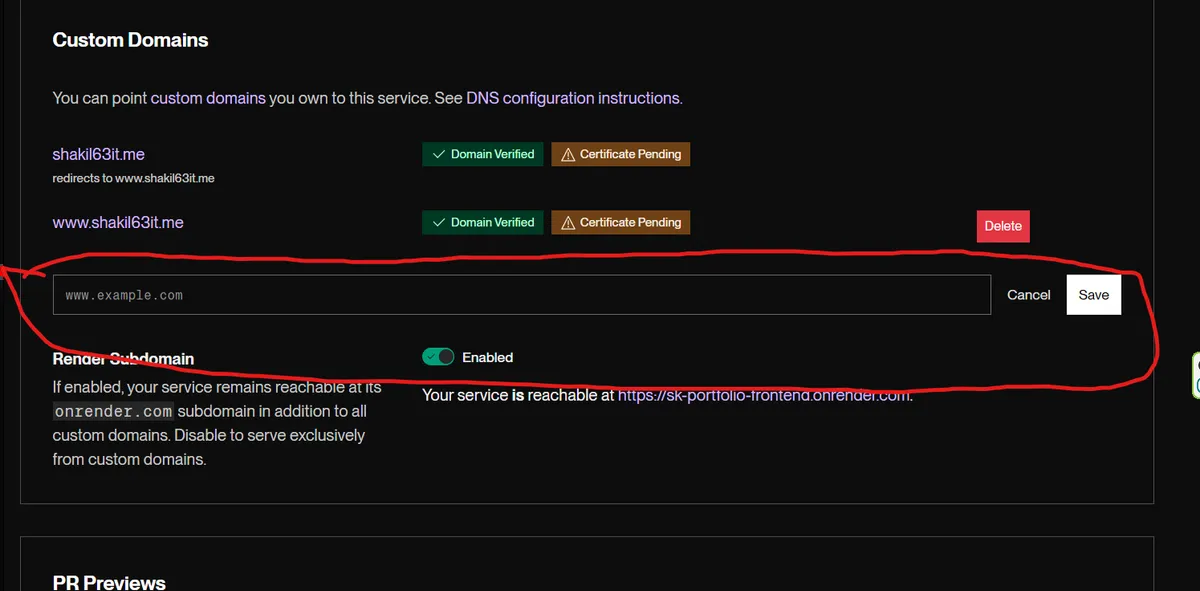 Custom Domains
You can point custom domains you own to this service. See DNS configuration instructions.
shakil63it.me
Domain Verified
Certificate Pending
redirects to www.shakil63it.me
www.shakil63it.me
Domain Verified
Certificate Pending
Delete
www.example.com
Cancel
Save
Render Subdomain
Enabled
If enabled, your service remains reachable at its
onrender.com subdomain in addition to all
custom domains. Disable to serve exclusively
from custom domains.
Your service is reachable at https://sk-portfolio-frontend.onrender.com.
PR Previews